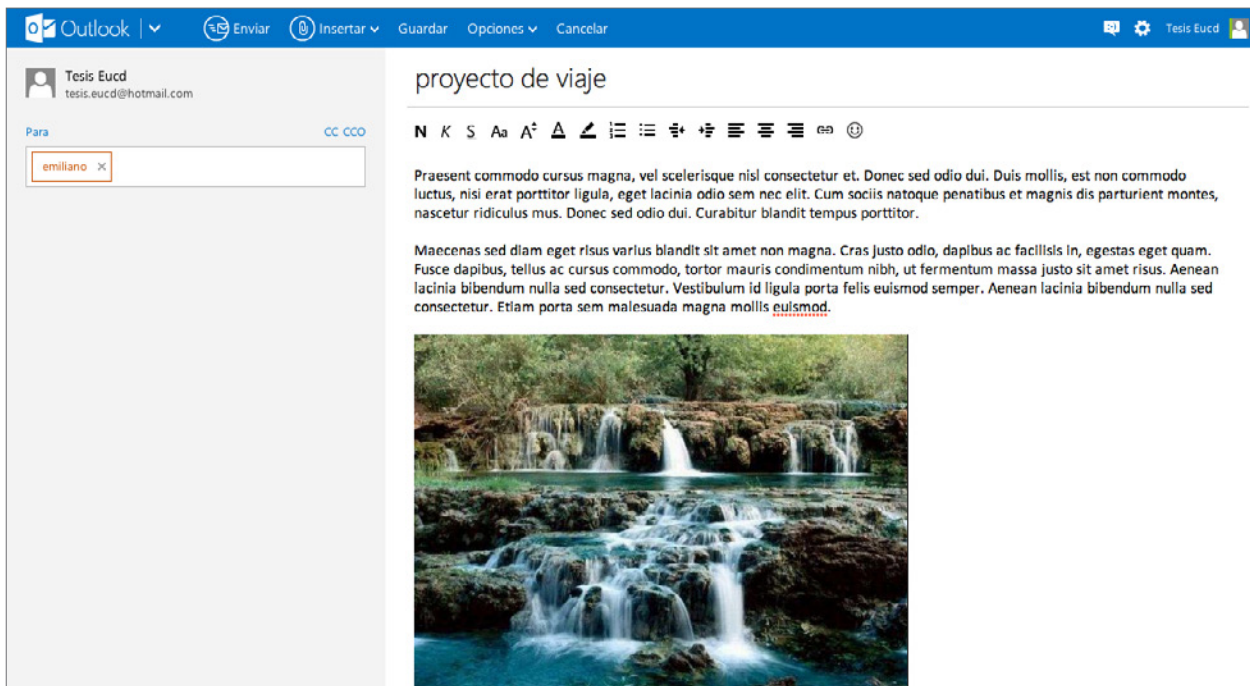 Outlook Enviar Insertar Guardar Opciones Cancelar Tesis Eucd
Tesis Eucd
tesis.eucd@hotmail.com
Para CC CCO
emiliano
proyecto de viaje
N K S Aa A A
Praesent commodo cursus magna, vel scelerisque nisl consectetur et. Donec sed odio dui. Duis mollis, est non commodo
luctus, nisi erat porttitor ligula, eget lacinia odio sem nec elit. Cum sociis natoque penatibus et magnis dis parturient montes,
nascetur ridiculus mus. Donec sed odio dui. Curabitur blandit tempus porttitor.
Maecenas sed diam eget risus varius blandit sit amet non magna. Cras justo odio, dapibus ac facilisis in, egestas eget quam.
Fusce dapibus, tellus ac cursus commodo, tortor mauris condimentum nibh, ut fermentum massa justo sit amet risus. Aenean
lacinia bibendum nulla sed consectetur. Vestibulum id ligula porta felis euismod semper. Aenean lacinia bibendum nulla sed
consectetur. Etiam porta sem malesuada magna mollis euismod.